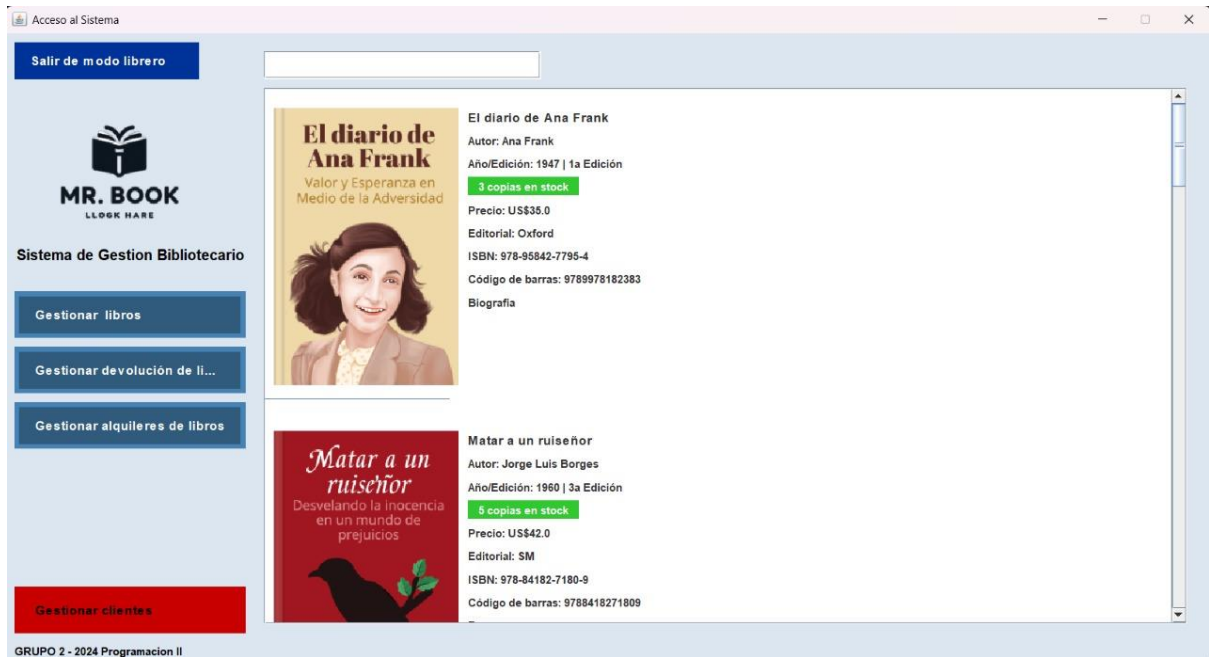 Acceso al Sistema
Salir de modo librero
MR. BOOK
LLOGK HARE
Sistema de Gestion Bibliotecario
Gestionar libros
Gestionar devolución de li...
Gestionar alquileres de libros
Gestionar clientes
GRUPO 2 - 2024 Programacion II
El diario de
Ana Frank
Valor y Esperanza en
Medio de la Adversidad
El diario de Ana Frank
Autor: Ana Frank
Año/Edición: 1947 | 1a Edición
3 copias en stock
Precio: US$35.0
Editorial: Oxford
ISBN: 978-95842-7795-4
Código de barras: 9789978182383
Biografia
Matar a un
ruiseñor
Desvelando la inocencia
en un mundo de
prejuicios
Matar a un ruiseñor
Autor: Jorge Luis Borges
Año/Edición: 1960 | 3a Edición
5 copias en stock
Precio: US$42.0
Editorial: SM
ISBN: 978-84182-7180-9
Código de barras: 9788418271809